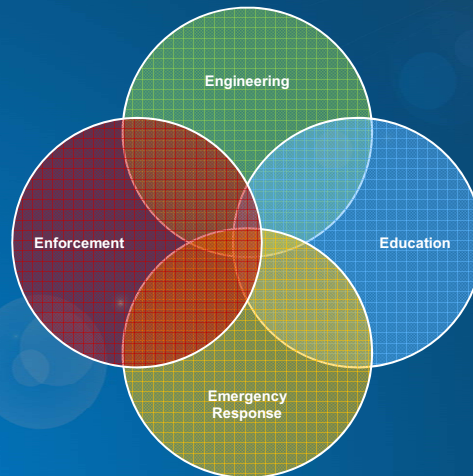 Engineering
Enforcement
Education
Emergency
Response